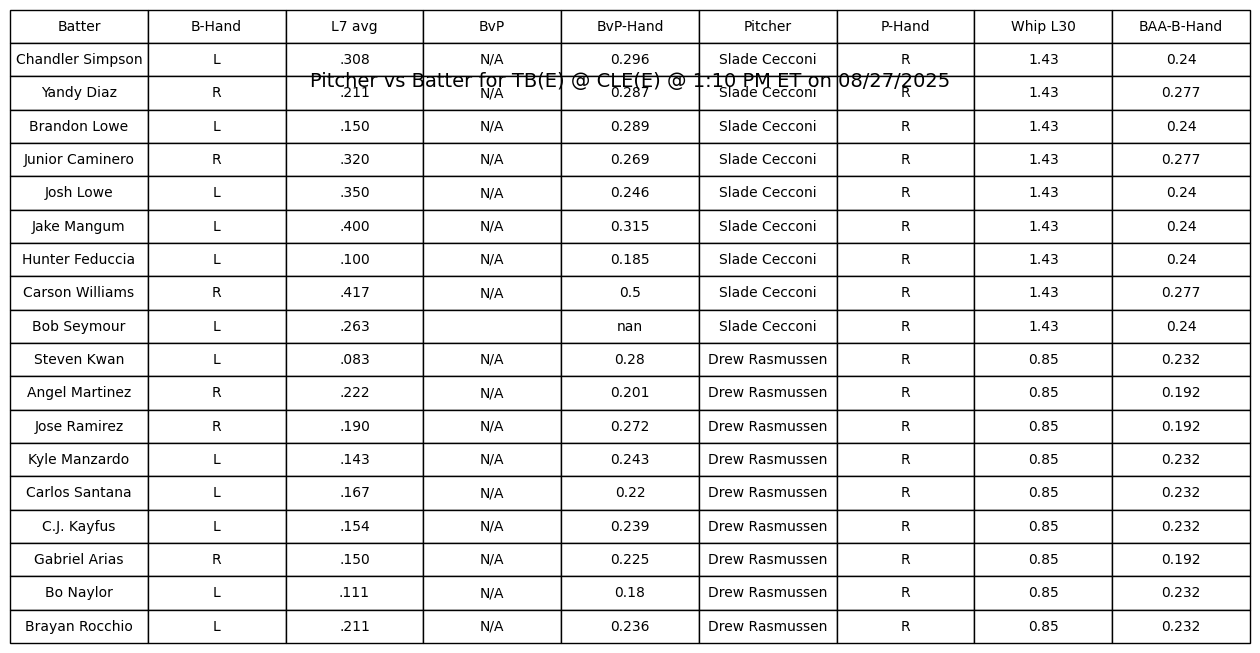 Batter B-Hand L7 avg BvP BvP-Hand Pitcher P-Hand Whip L30 BAA-B-Hand
Chandler Simpson L .308 N/A 0.296 Slade Cecconi R 1.43 0.24
Pitcher vs Batter for TB(E) @ CLE(E) @ 1:10 PM ET on 08/27/2025
Yandy Diaz R .211 N/A 0.287 Slade Cecconi R 1.43 0.277
Brandon Lowe L .150 N/A 0.289 Slade Cecconi R 1.43 0.24
Junior Caminero R .320 N/A 0.269 Slade Cecconi R 1.43 0.277
Josh Lowe L .350 N/A 0.246 Slade Cecconi R 1.43 0.24
Jake Mangum L .400 N/A 0.315 Slade Cecconi R 1.43 0.24
Hunter Feduccia L .100 N/A 0.185 Slade Cecconi R 1.43 0.24
Carson Williams R .417 N/A 0.5 Slade Cecconi R 1.43 0.277
Bob Seymour L .263 nan Slade Cecconi R 1.43 0.24
Steven Kwan L .083 N/A 0.28 Drew Rasmussen R 0.85 0.232
Angel Martinez R .222 N/A 0.201 Drew Rasmussen R 0.85 0.192
Jose Ramirez R .190 N/A 0.272 Drew Rasmussen R 0.85 0.192
Kyle Manzardo L .143 N/A 0.243 Drew Rasmussen R 0.85 0.232
Carlos Santana L .167 N/A 0.22 Drew Rasmussen R 0.85 0.232
C.J. Kayfus L .154 N/A 0.239 Drew Rasmussen R 0.85 0.232
Gabriel Arias R .150 N/A 0.225 Drew Rasmussen R 0.85 0.192
Bo Naylor L .111 N/A 0.18 Drew Rasmussen R 0.85 0.232
Brayan Rocchio L .211 N/A 0.236 Drew Rasmussen R 0.85 0.232